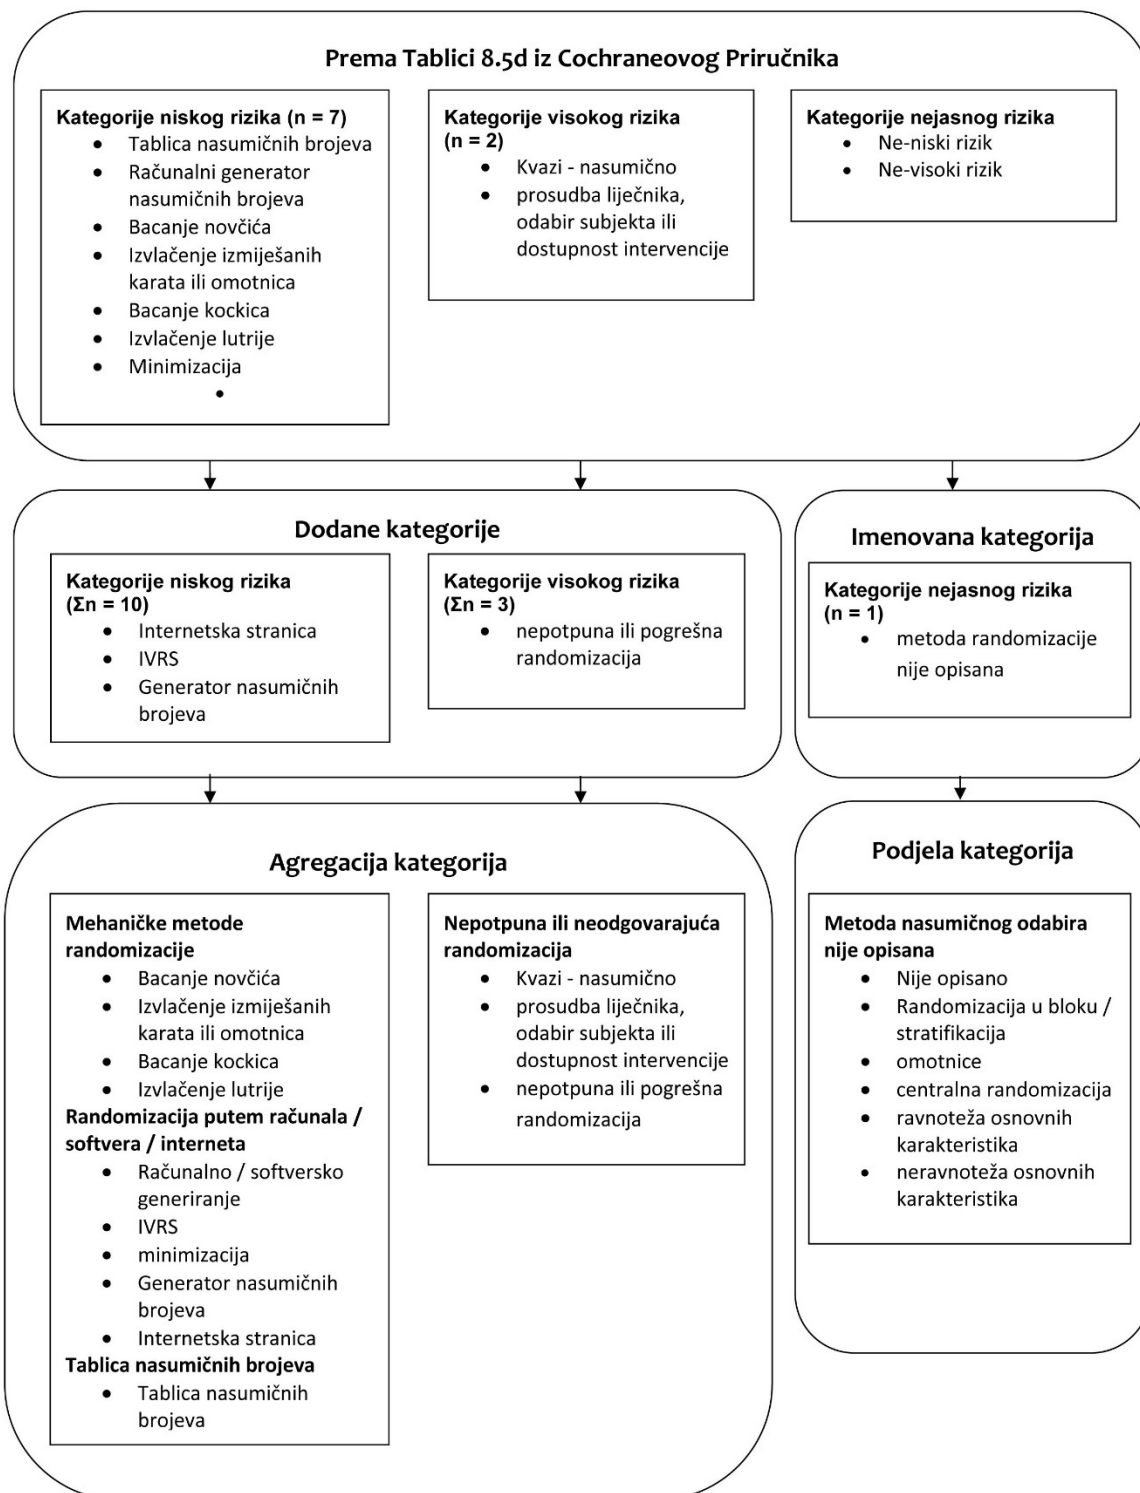 Prema Tablici 8.5d iz Cochraneovog Priručnika
Kategorije niskog rizika (n = 7)
• Tablica nasumičnih brojeva
• Računalni generator
nasumičnih brojeva
• Bacanje novčića
• Izvlačenje izmiješanih
karata ili omotnica
• Bacanje kockica
• Izvlačenje lutrije
• Minimizacija
•
Kategorije visokog rizika
(n = 2)
• Kvazi - nasumično
• prosudba liječnika,
odabir subjekta ili
dostupnost intervencije
Kategorije nejasnog rizika
• Ne-niski rizik
• Ne-visoki rizik
Dodane kategorije
Kategorije niskog rizika
(Σn = 10)
• Internetska stranica
• IVRS
• Generator nasumičnih
brojeva
Kategorije visokog rizika
(Σn = 3)
• nepotpuna ili pogrešna
randomizacija
Imenovana kategorija
Kategorije nejasnog rizika
(n = 1)
• metoda randomizacije
nije opisana
Agregacija kategorija
Mehaničke metode
randomizacije
• Bacanje novčića
• Izvlačenje izmiješanih
karata ili omotnica
• Bacanje kockica
• Izvlačenje lutrije
Randomizacija putem računala /
softvera / interneta
• Računalno / softversko
generiranje
• IVRS
• minimizacija
• Generator nasumičnih
brojeva
• Internetska stranica
Tablica nasumičnih brojeva
• Tablica nasumičnih
brojeva
Nepotpuna ili neodgovarajuća
randomizacija
• Kvazi - nasumično
• prosudba liječnika,
odabir subjekta ili
dostupnost intervencije
• nepotpuna ili pogrešna
randomizacija
Podjela kategorija
Metoda nasumičnog odabira
nije opisana
• Nije opisano
• Randomizacija u bloku /
stratifikacija
• omotnice
• centralna randomizacija
• ravnoteža osnovnih
karakteristika
• neravnoteža osnovnih
karakteristika